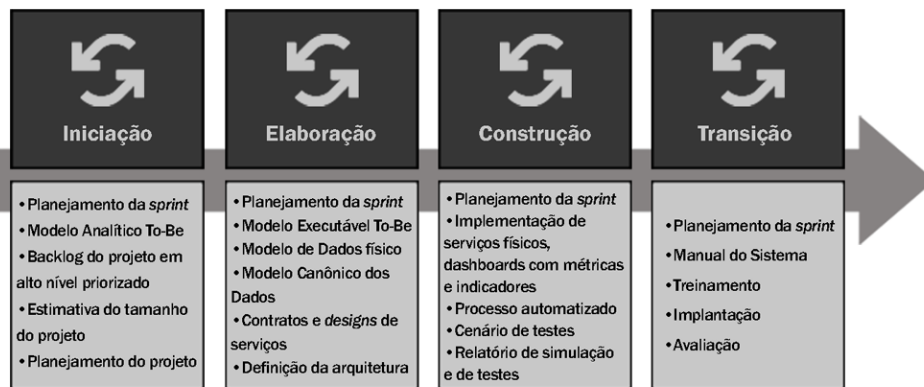 Iniciação
•Planejamento da sprint
•Modelo Analítico To-Be
•Backlog do projeto em
alto nível priorizado
•Estimativa do tamanho
do projeto
•Planejamento do projeto
Elaboração
•Planejamento da sprint
•Modelo Executável To-Be
•Modelo de Dados físico
•Modelo Canônico dos
Dados
•Contratos e designs de
serviços
•Definição da arquitetura
Construção
•Planejamento da sprint
•Implementação de
serviços físicos,
dashboards com métricas
e indicadores
•Processo automatizado
•Cenário de testes
•Relatório de simulação
e de testes
Transição
•Planejamento da sprint
•Manual do Sistema
•Treinamento
•Implantação
•Avaliação